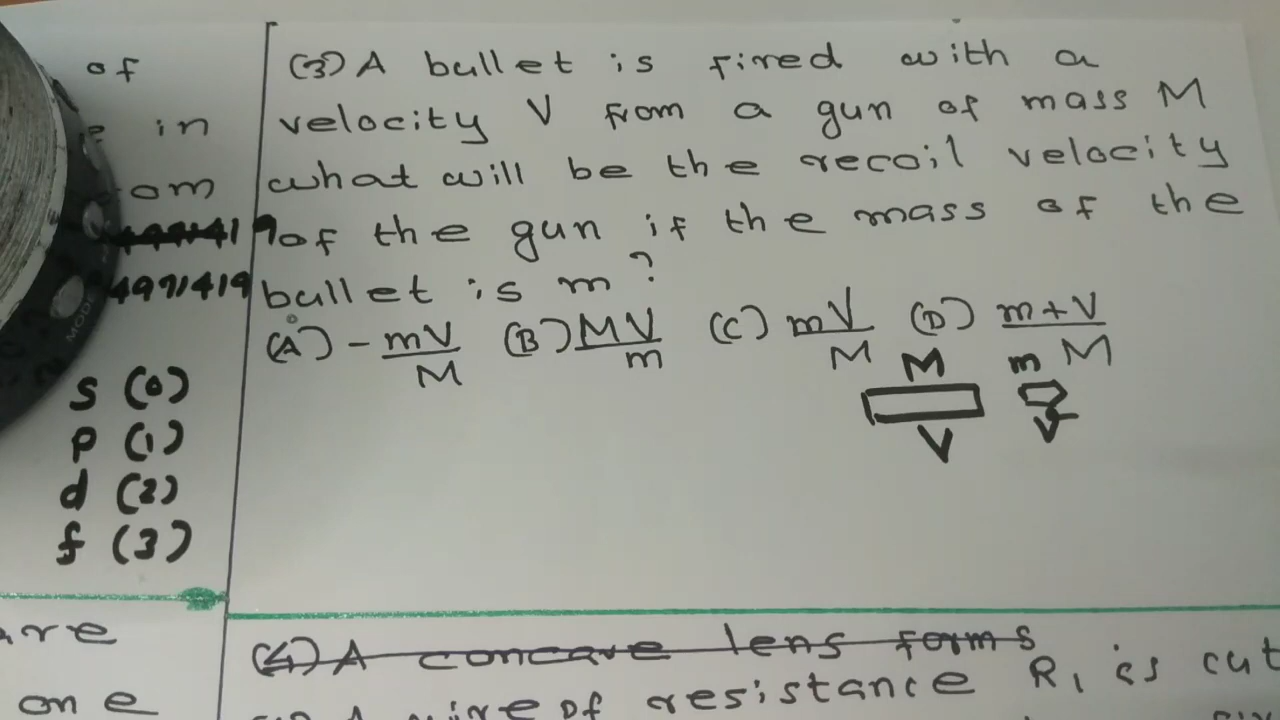 of
in
om
4991419
s (0)
p (1)
d (2)
f (3)
are
one
(3) A bullet is fired with a
velocity V from a gun of mass M
what will be the recoil velocity
of the gun if the mass of the
bullet is m?
(A) - mV/M (B) MV/m (C) mV/M (D) m+V/M
M m
V V
(4) A concave lens forms
A wire of resistance R1 is cut
MODE